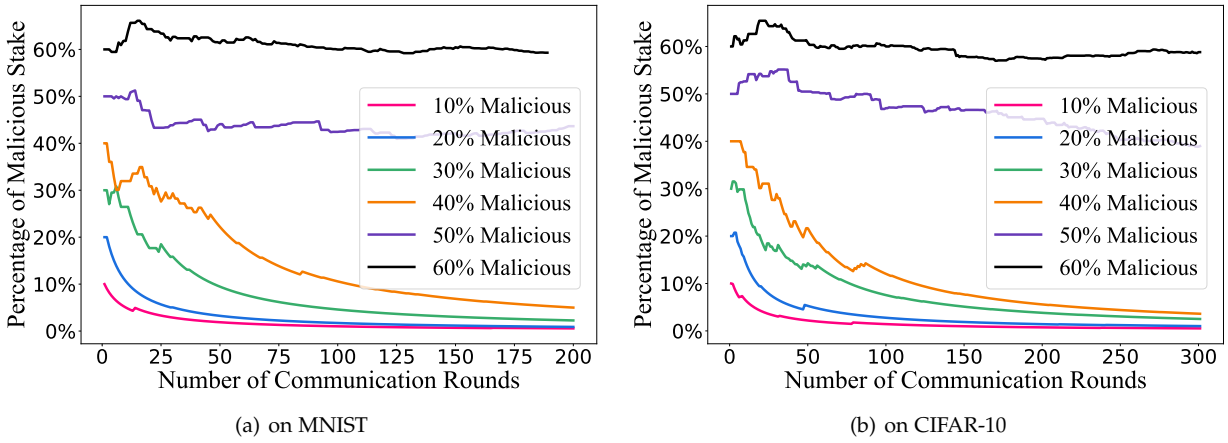 Percentage of Malicious Stake
60%
50%
40%
30%
20%
10%
0%
10% Malicious
20% Malicious
30% Malicious
40% Malicious
50% Malicious
60% Malicious
0 25 50 75 100 125 150 175 200
Number of Communication Rounds
(a) on MNIST
Percentage of Malicious Stake
60%
50%
40%
30%
20%
10%
0%
10% Malicious
20% Malicious
30% Malicious
40% Malicious
50% Malicious
60% Malicious
0 50 100 150 200 250 300
Number of Communication Rounds
(b) on CIFAR-10